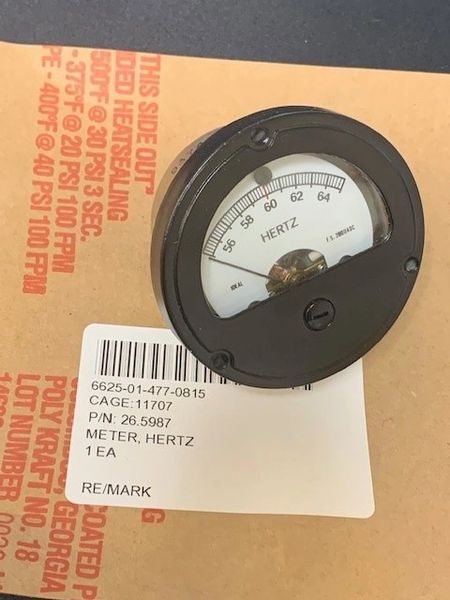 THIS SIDE OUT"
DED HEATSEALING
500°F @ 30 PSI 3 SEC.
- 375°F @ 20 PSI 100 FPM
PE - 400°F @ 40 PSI 100 FPM
56 58 60 62 64
HERTZ
IDEAL
6625-01-477-0815
CAGE:11707
P/N: 26.5987
METER, HERTZ
1 EA
RE/MARK
GEORGIA
COATED P
POLY KRAFT NO. 18
LOT NUMBER